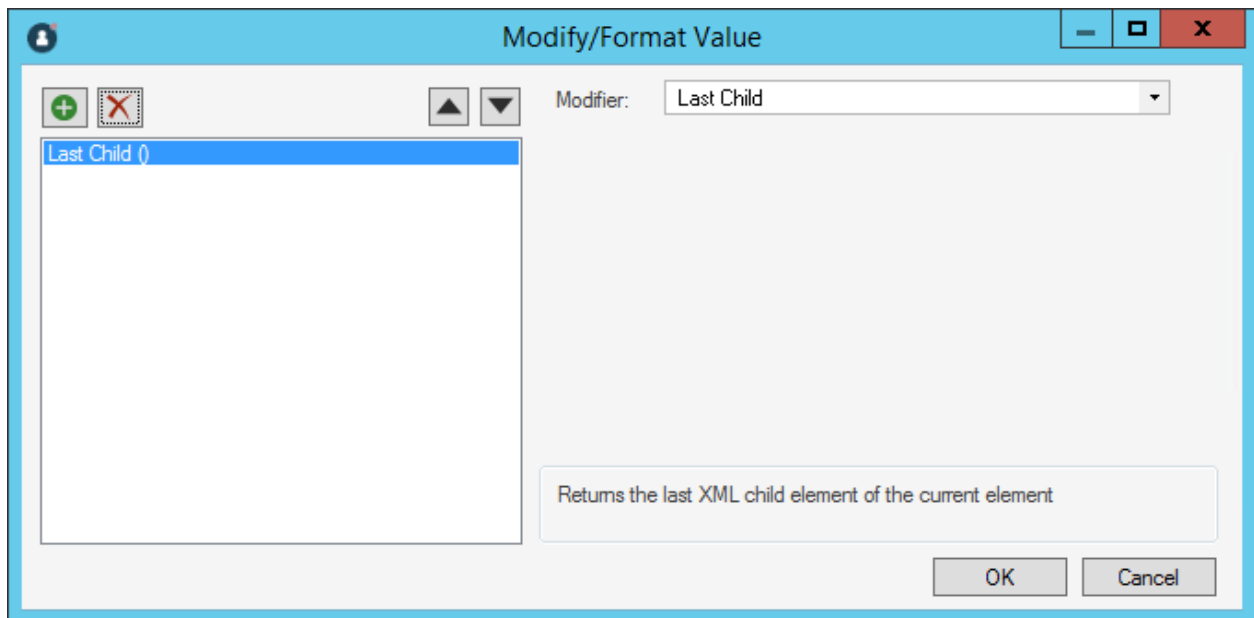 Modify/Format Value
Modifier: Last Child
Last Child ()
Returns the last XML child element of the current element
OK Cancel